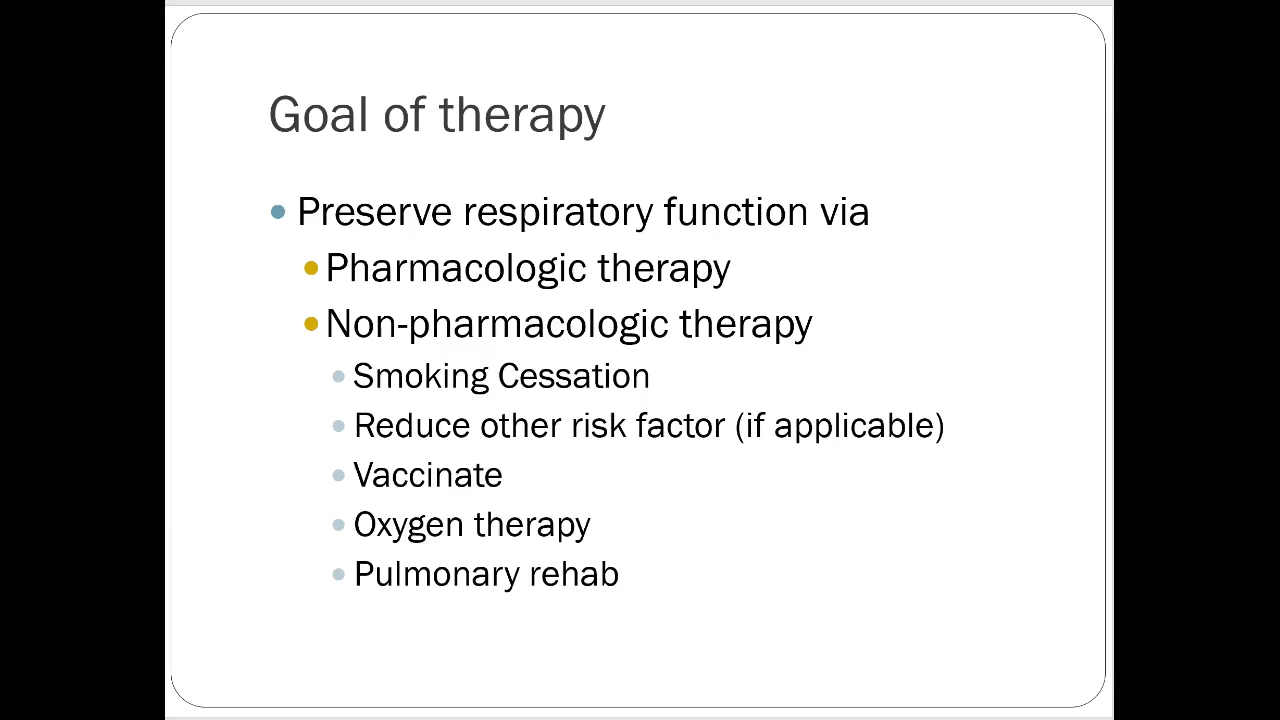 Goal of therapy
Preserve respiratory function via
Pharmacologic therapy
Non-pharmacologic therapy
Smoking Cessation
Reduce other risk factor (if applicable)
Vaccinate
Oxygen therapy
Pulmonary rehab